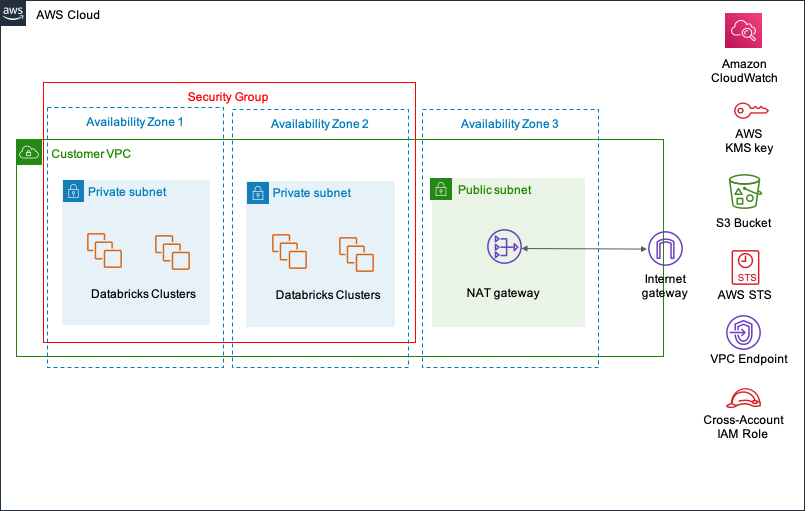 aws
AWS Cloud
Security Group
Availability Zone 1
Availability Zone 2
Availability Zone 3
Customer VPC
Private subnet
Private subnet
Public subnet
Databricks Clusters
Databricks Clusters
NAT gateway
Internet
gateway
Amazon
CloudWatch
AWS
KMS key
S3 Bucket
STS
AWS STS
VPC Endpoint
Cross-Account
IAM Role